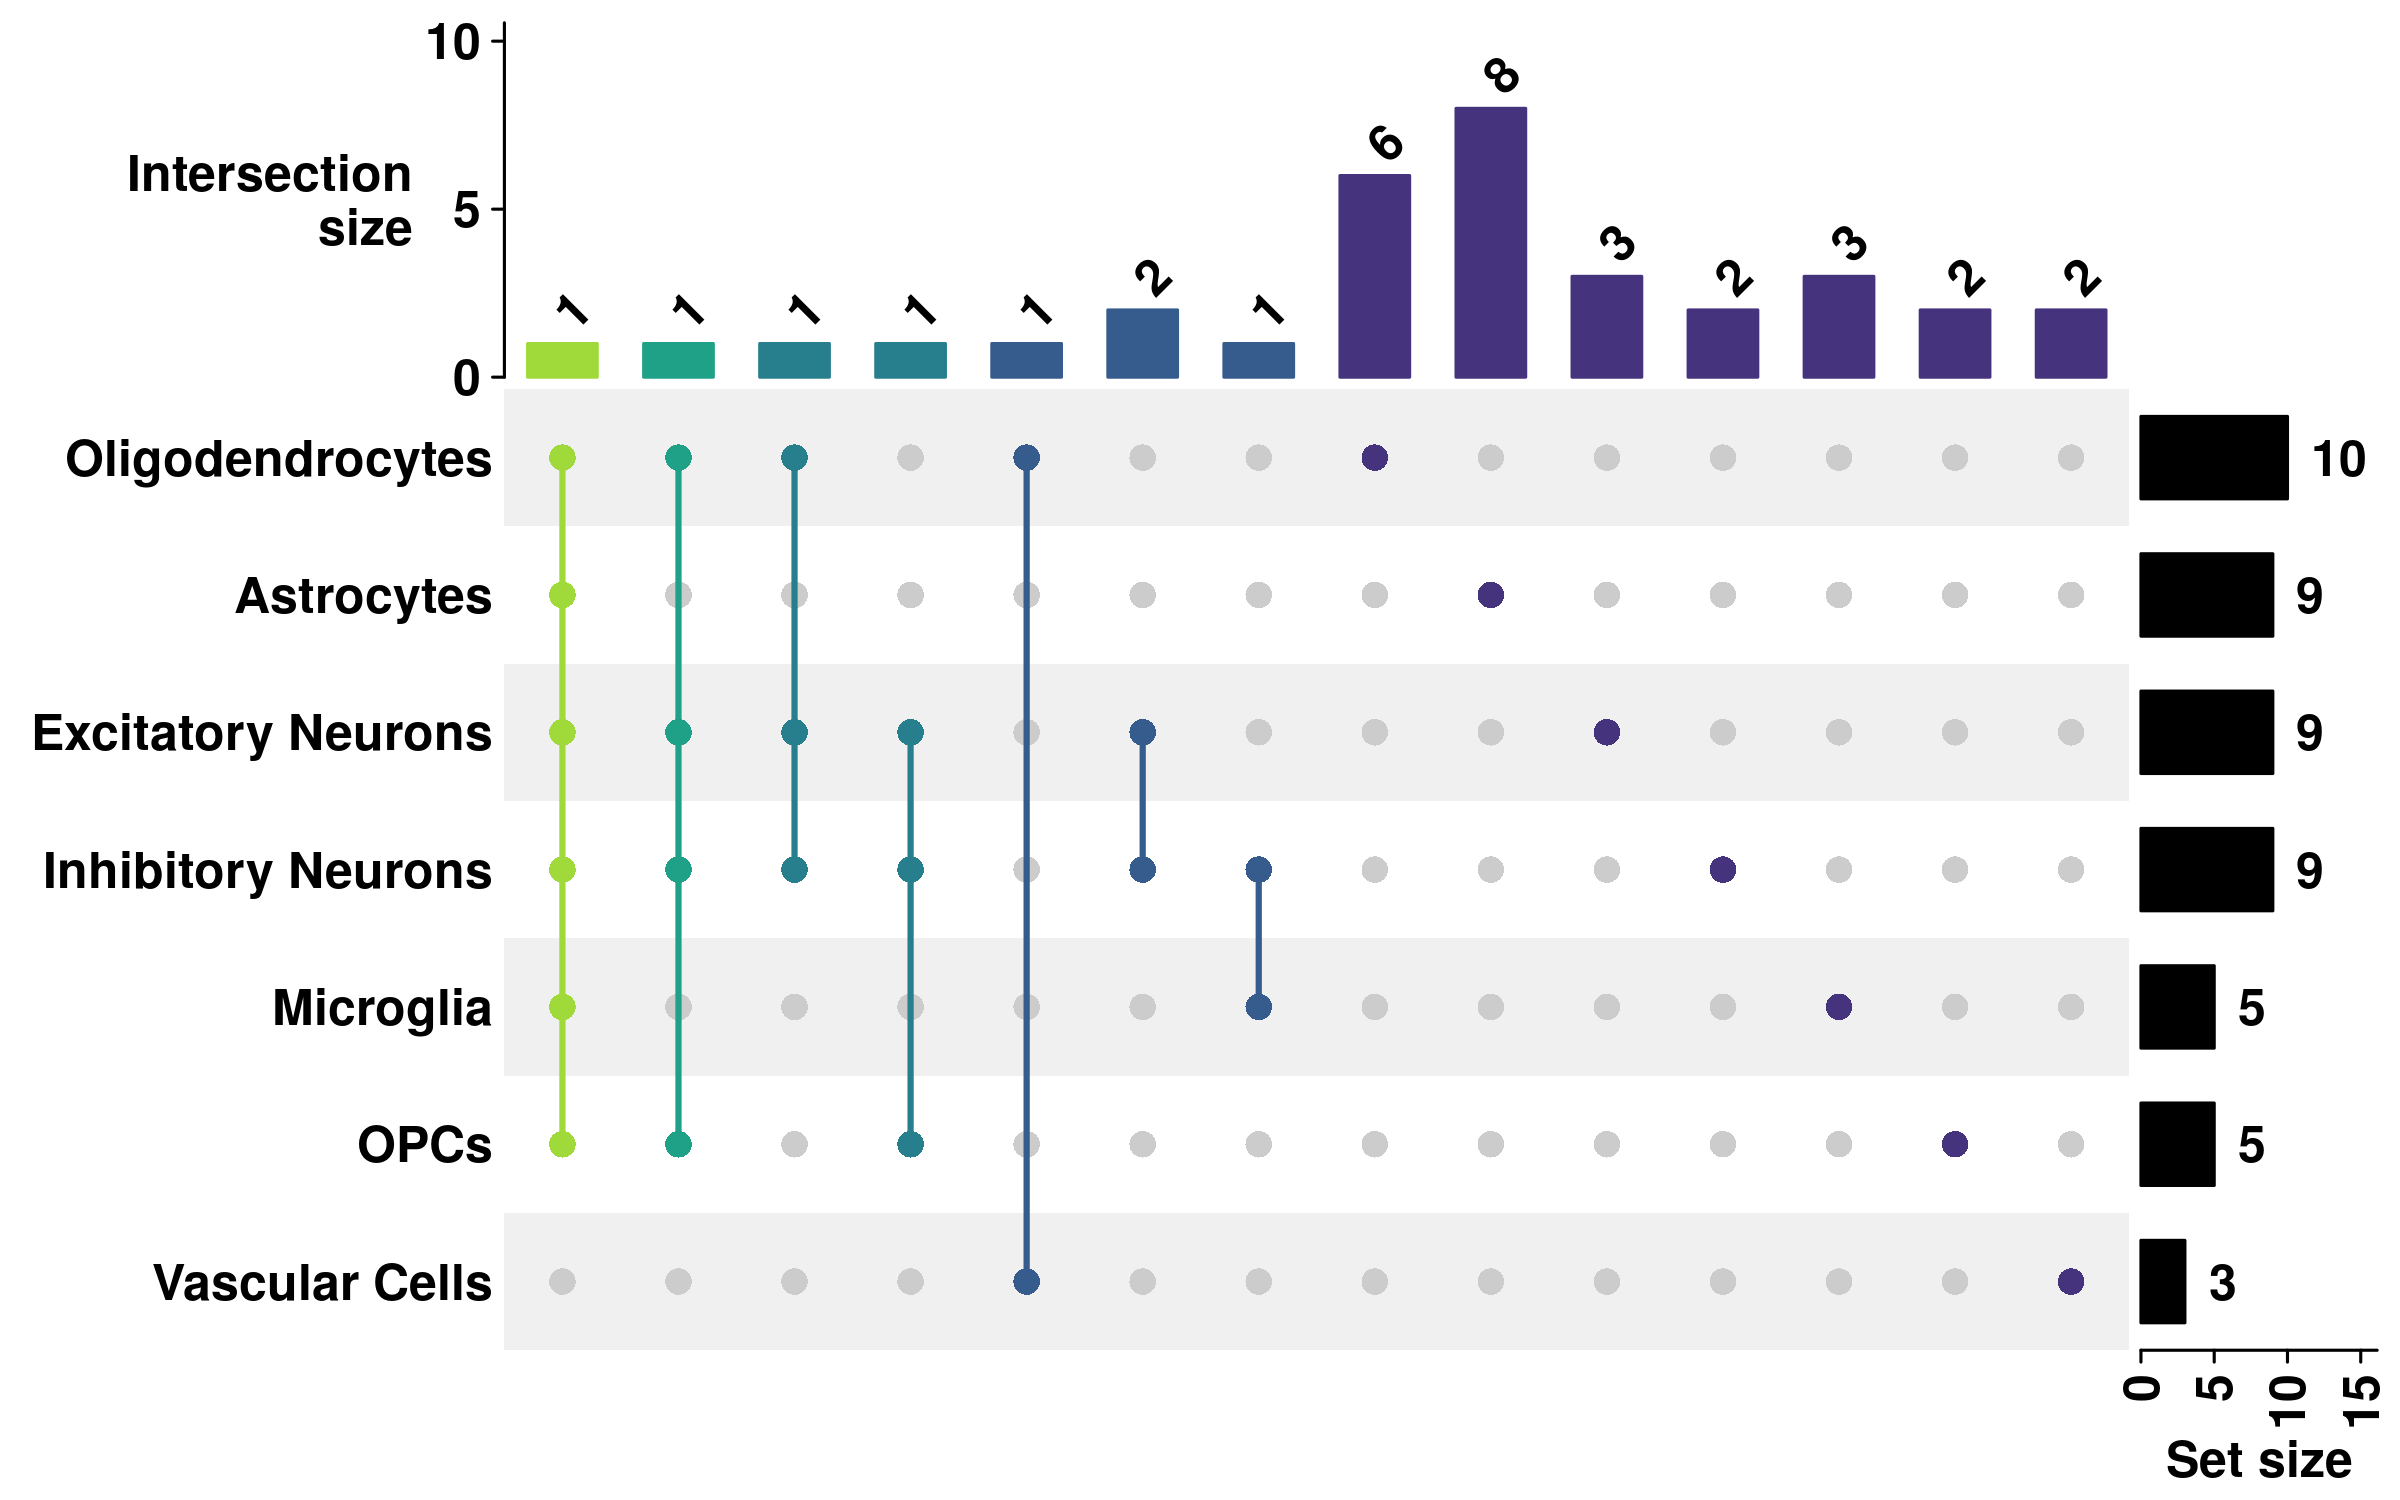 10
5
0
Intersection
size
1 1 1 1 1 2 1 6 8 3 2 3 2 2
Oligodendrocytes 10
Astrocytes 9
Excitatory Neurons 9
Inhibitory Neurons 9
Microglia 5
OPCs 5
Vascular Cells 3
0 5 10 15
Set size